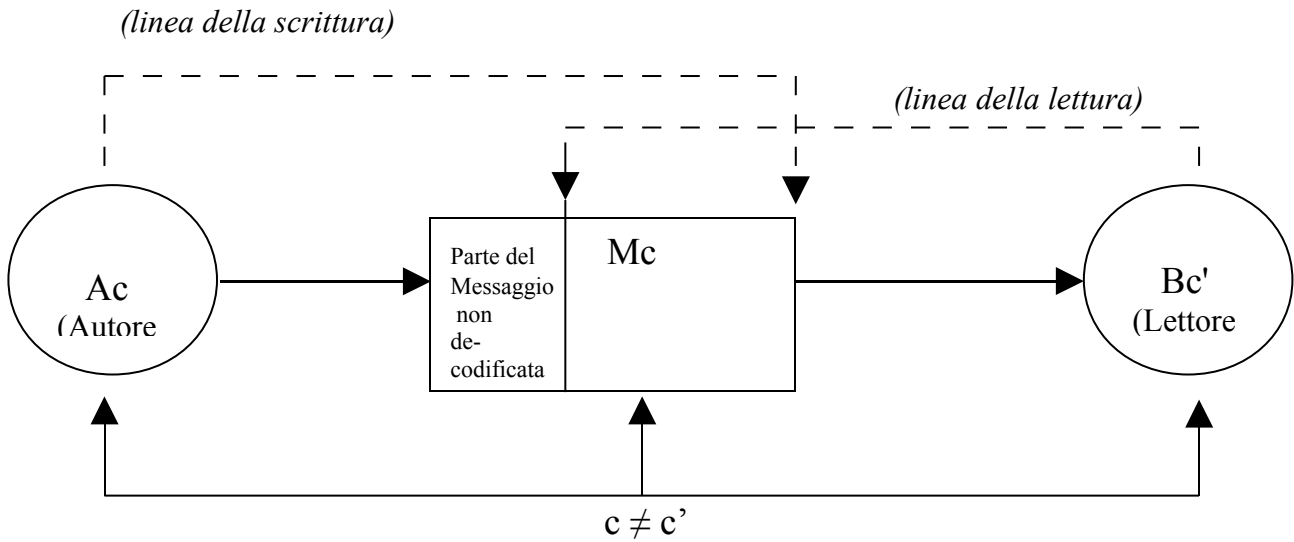 (linea della scrittura)
(linea della lettura)
Ac
(Autore
Parte del
Messaggio
non
de-
codificata
Mc
Bc'
(Lettore
c ≠ c’